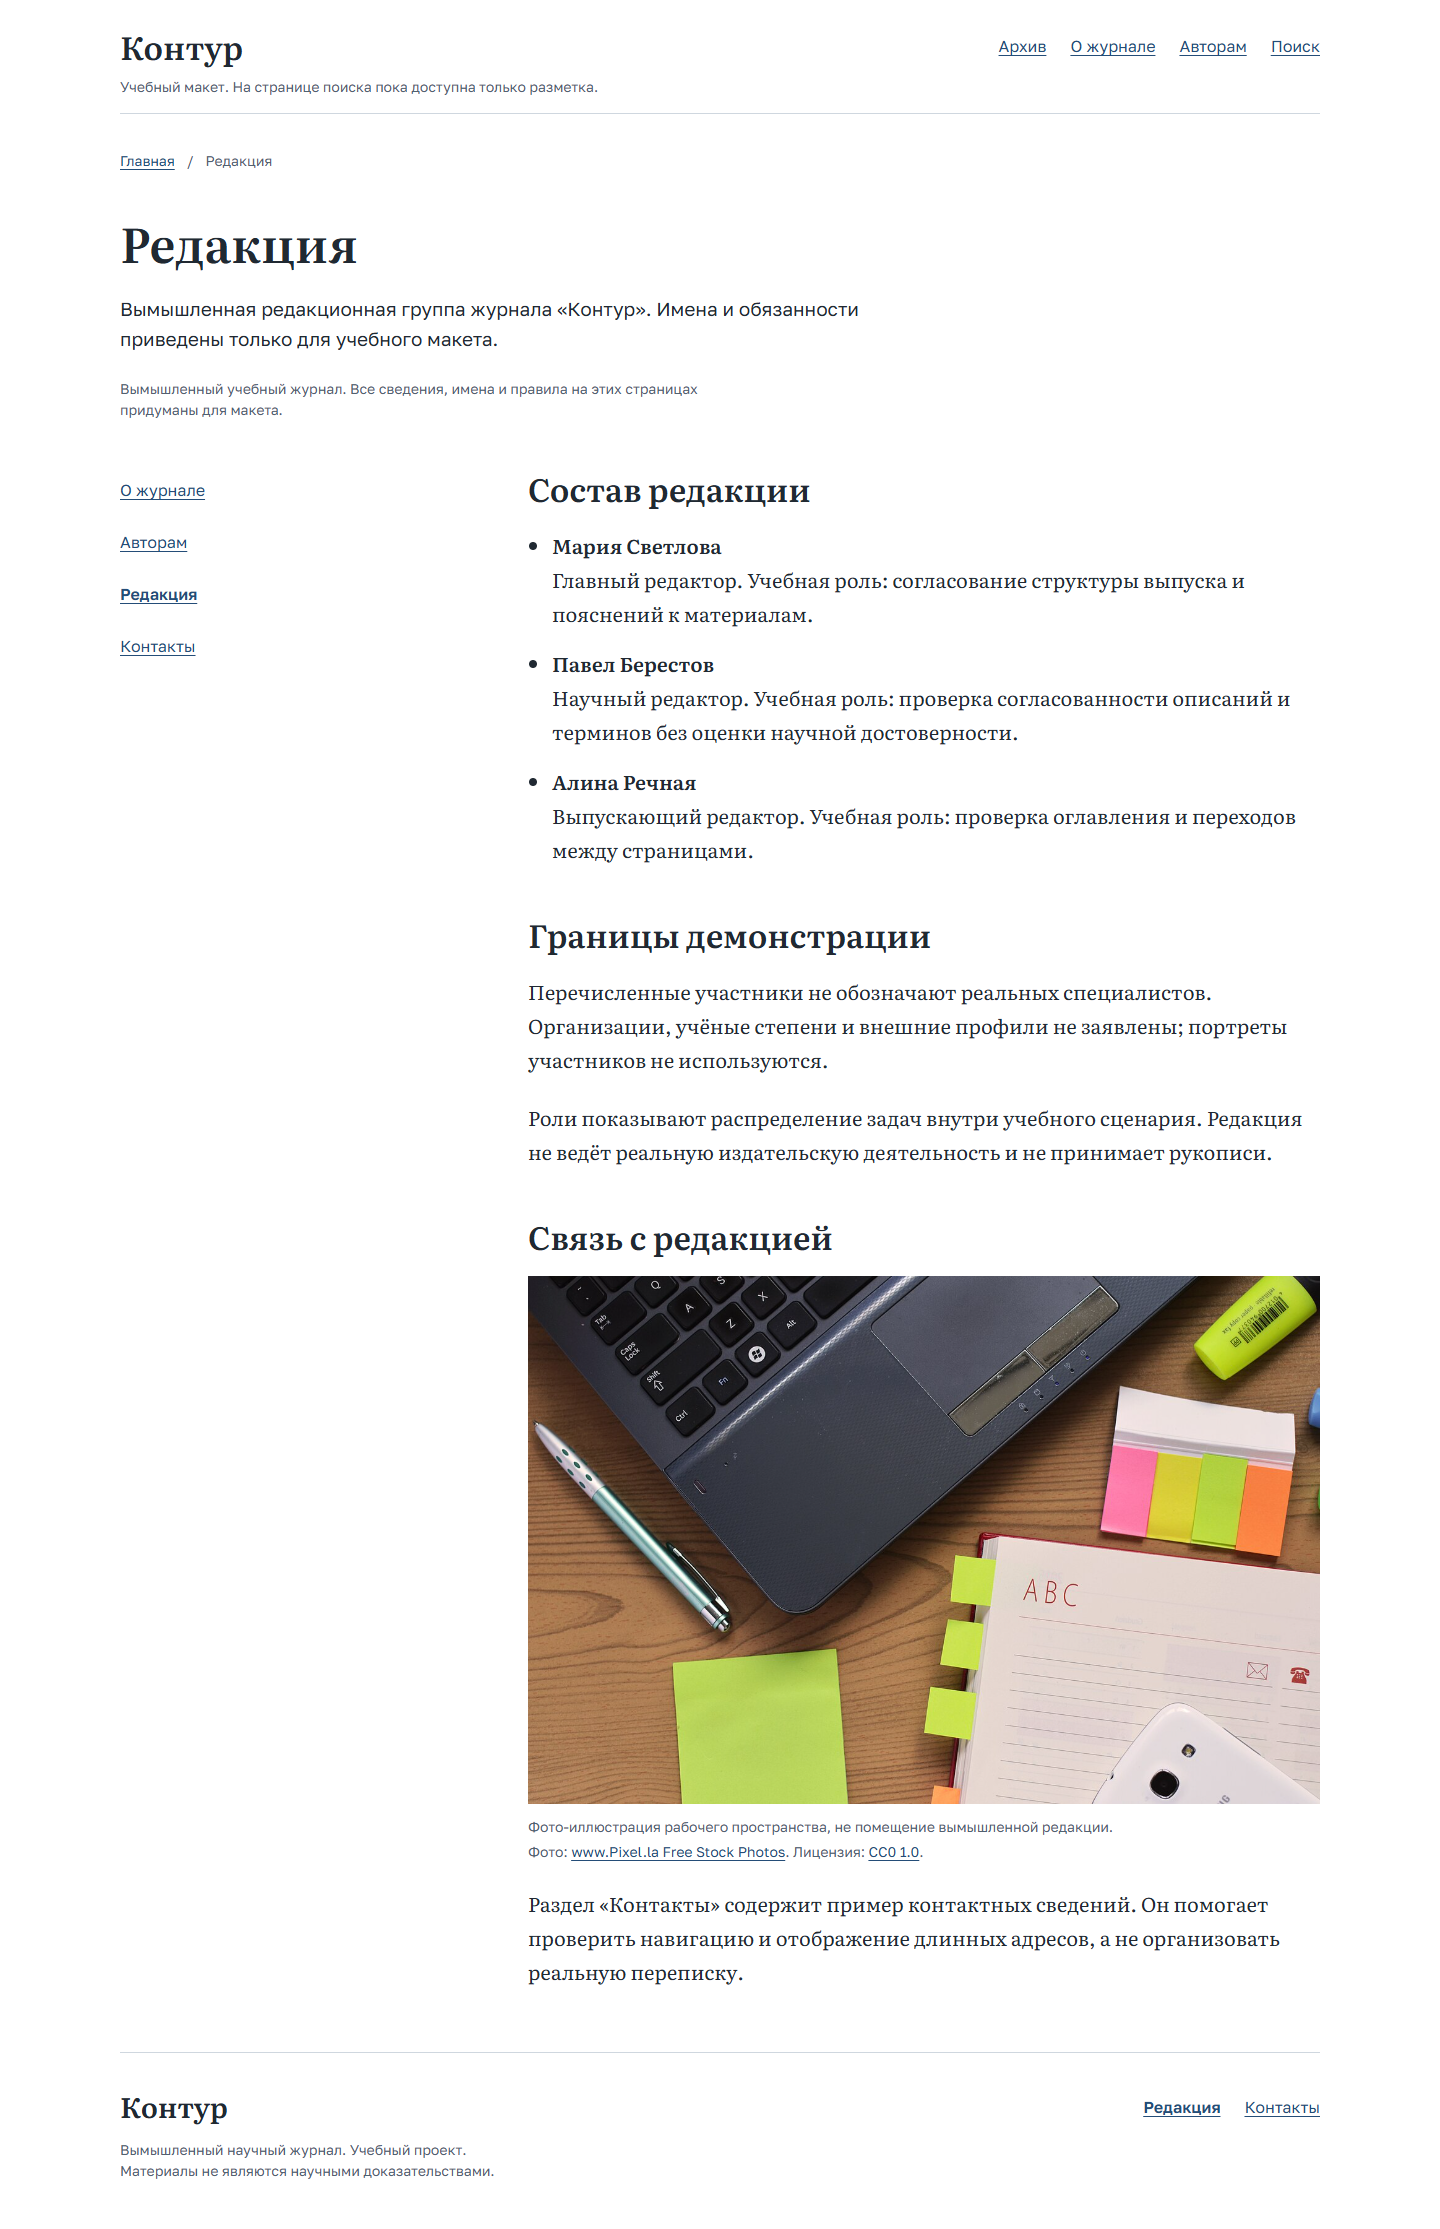 Контур
Архив О журнале Авторам Поиск
Учебный макет. На странице поиска пока доступна только разметка.
Главная / Редакция
Редакция
Вымышленная редакционная группа журнала «Контур». Имена и обязанности
приведены только для учебного макета.
Вымышленный учебный журнал. Все сведения, имена и правила на этих страницах
придуманы для макета.
О журнале
Авторам
Редакция
Контакты
Состав редакции
Мария Светлова
Главный редактор. Учебная роль: согласование структуры выпуска и
пояснений к материалам.
Павел Берестов
Научный редактор. Учебная роль: проверка согласованности описаний и
терминов без оценки научной достоверности.
Алина Речная
Выпускающий редактор. Учебная роль: проверка оглавления и переходов
между страницами.
Границы демонстрации
Перечисленные участники не обозначают реальных специалистов.
Организации, учёные степени и внешние профили не заявлены; портреты
участников не используются.
Роли показывают распределение задач внутри учебного сценария. Редакция
не ведёт реальную издательскую деятельность и не принимает рукописи.
Связь с редакцией
Q S
Tab A X
Caps Lock Z Alt
Shift Fn
Ctrl
ABC
Фото-иллюстрация рабочего пространства, не помещение вымышленной редакции.
Фото: www.Pixel.la Free Stock Photos. Лицензия: CC0 1.0.
Раздел «Контакты» содержит пример контактных сведений. Он помогает
проверить навигацию и отображение длинных адресов, а не организовать
реальную переписку.
Контур
Редакция Контакты
Вымышленный научный журнал. Учебный проект.
Материалы не являются научными доказательствами.